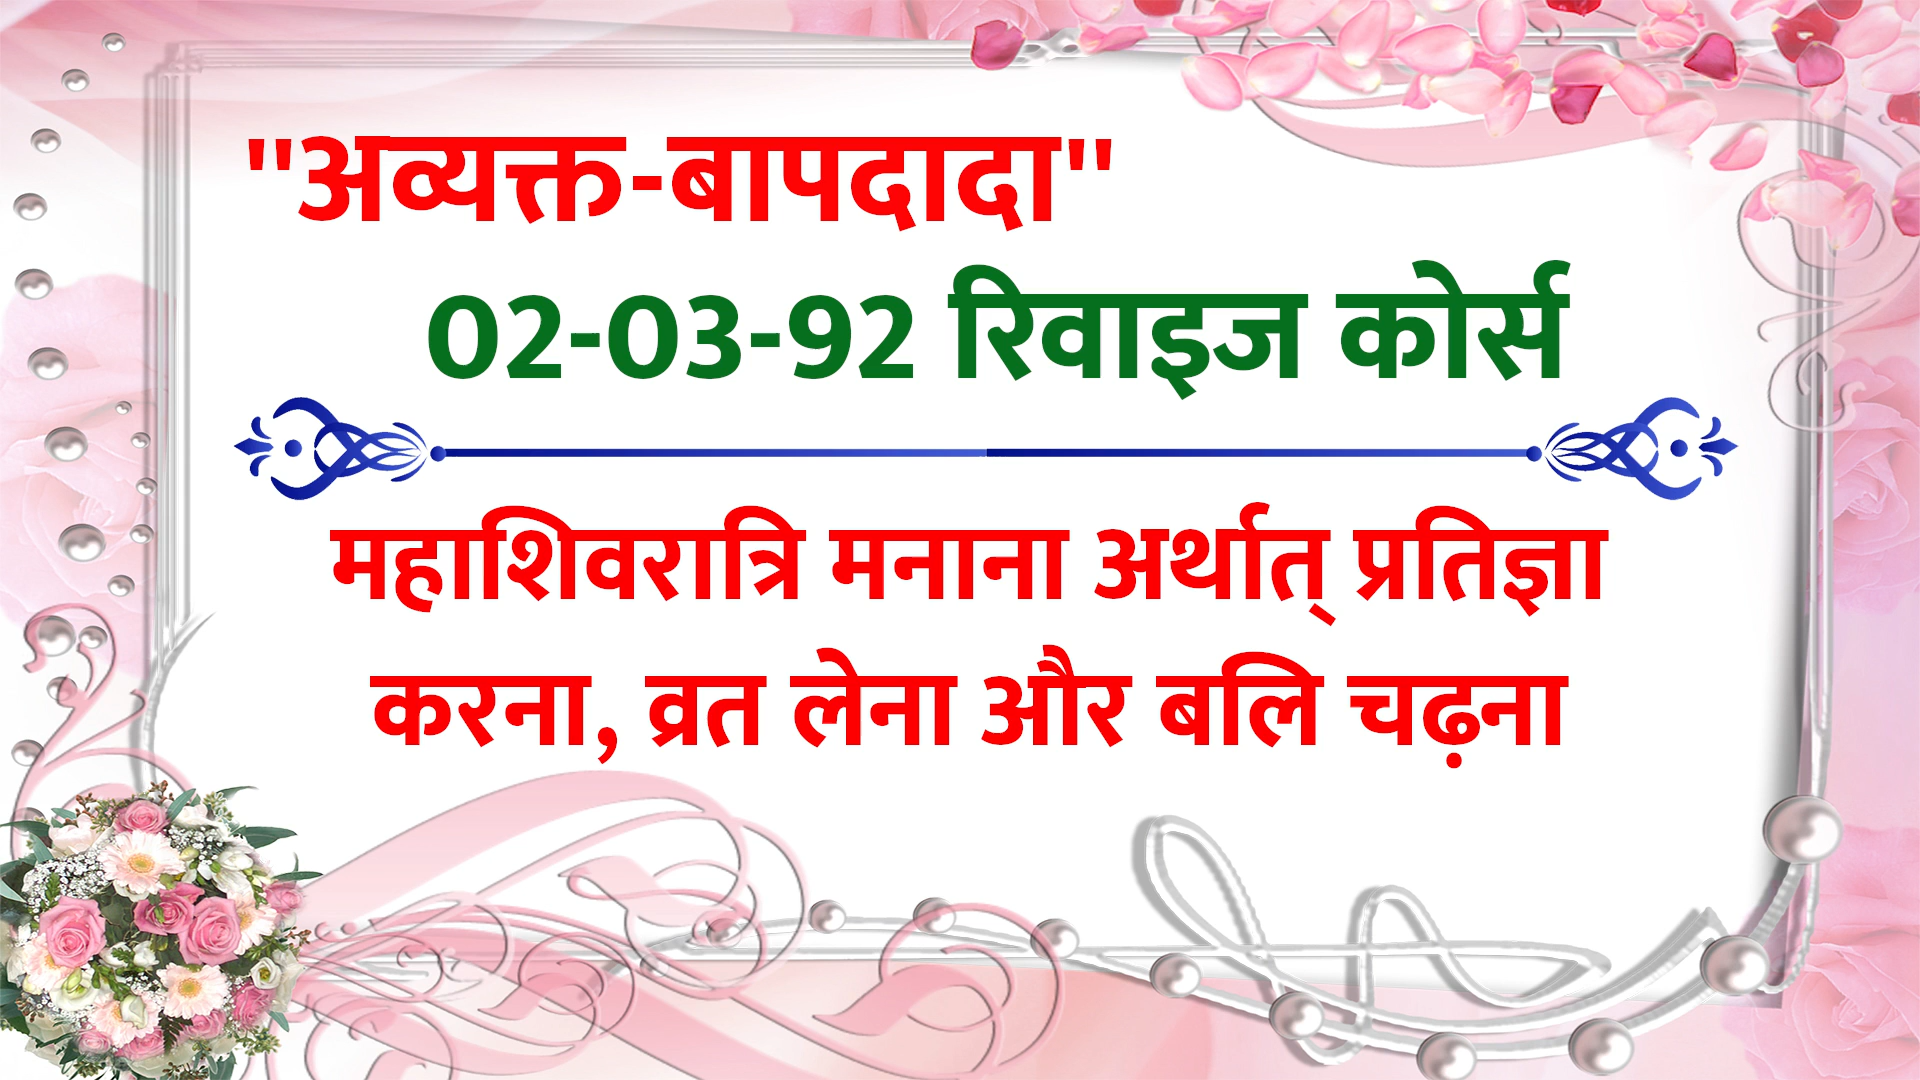 "अव्यक्त-बापदादा"
02-03-92 रिवाइज कोर्स
महाशिवरात्रि मनाना अर्थात् प्रतिज्ञा
करना, व्रत लेना और बलि चढ़ना